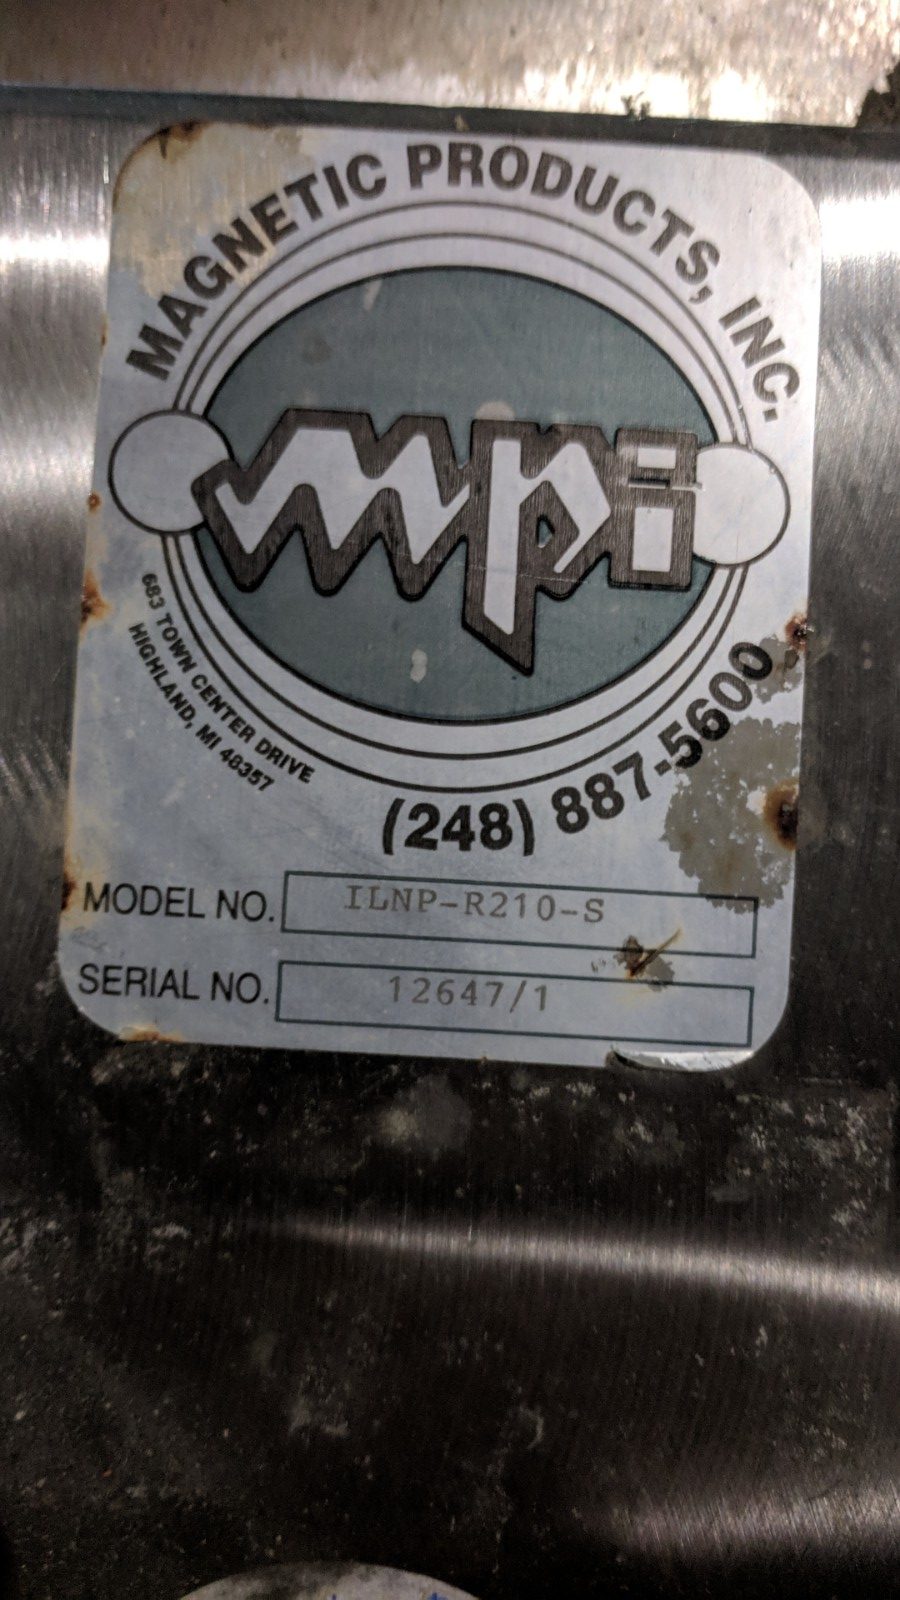 MAGNETIC PRODUCTS, INC.
mpi
683 TOWN CENTER DRIVE
HIGHLAND, MI 48357
(248) 887-5600
MODEL NO. ILNP-R210-S
SERIAL NO. 12647/1